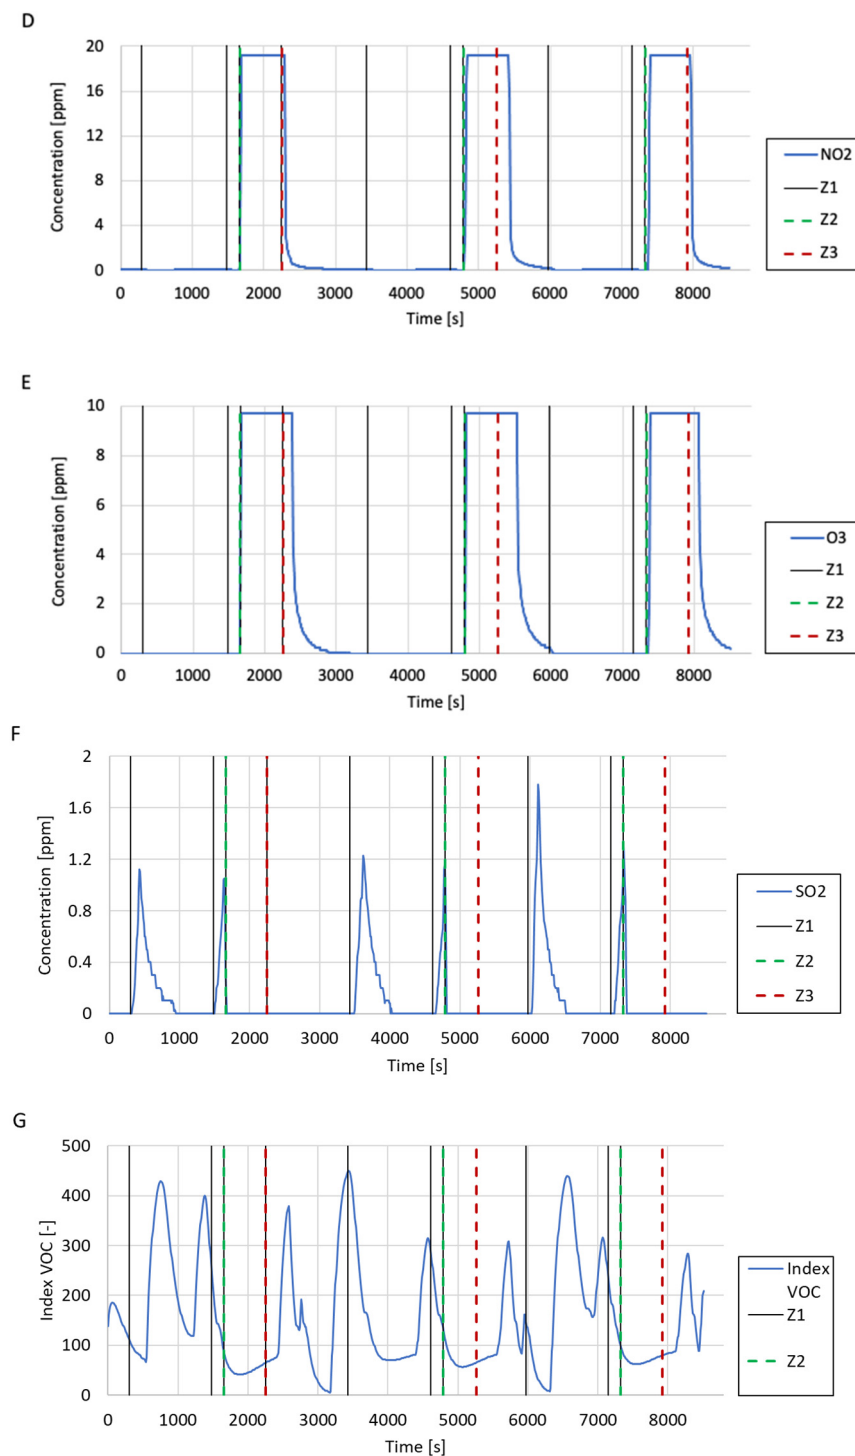 D
20
16
12
8
4
0
Concentration [ppm]
0 1000 2000 3000 4000 5000 6000 7000 8000
Time [s]
NO2
Z1
Z2
Z3
E
10
8
6
4
2
0
Concentration [ppm]
0 1000 2000 3000 4000 5000 6000 7000 8000
Time [s]
O3
Z1
Z2
Z3
F
2
1.6
1.2
0.8
0.4
0
Concentration [ppm]
0 1000 2000 3000 4000 5000 6000 7000 8000
Time [s]
SO2
Z1
Z2
Z3
G
500
400
300
200
100
0
Index VOC [-]
0 1000 2000 3000 4000 5000 6000 7000 8000
Time [s]
Index
VOC
Z1
Z2